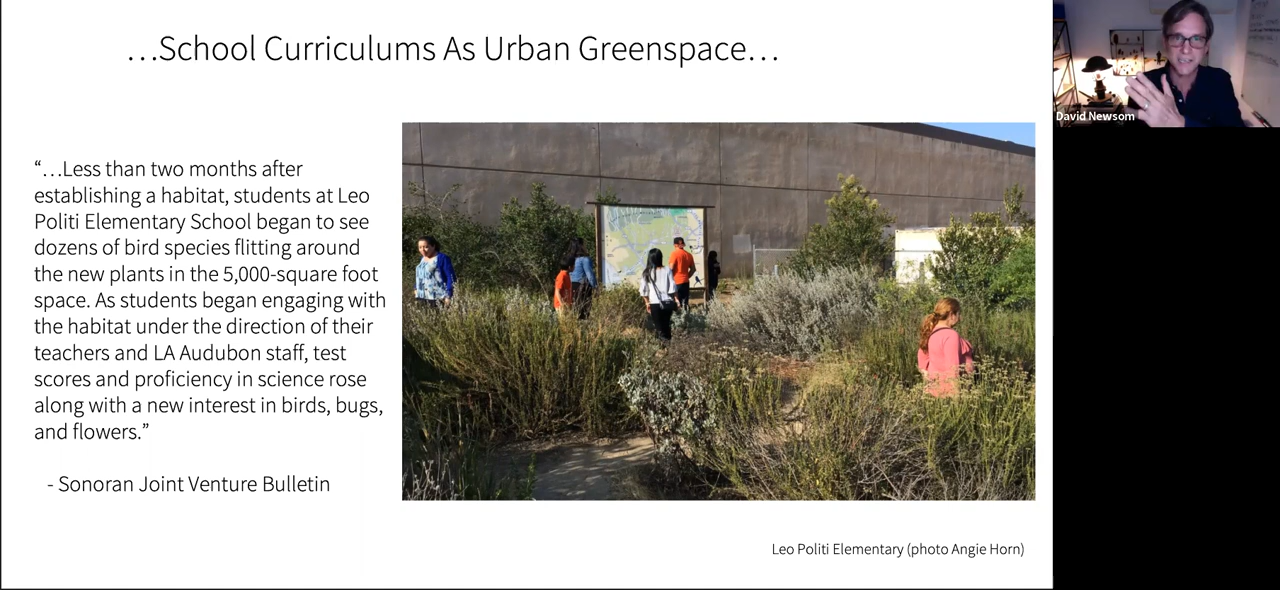 …School Curriculums As Urban Greenspace…
David Newsom
“…Less than two months after
establishing a habitat, students at Leo
Politi Elementary School began to see
dozens of bird species flitting around
the new plants in the 5,000-square foot
space. As students began engaging with
the habitat under the direction of their
teachers and LA Audubon staff, test
scores and proficiency in science rose
along with a new interest in birds, bugs,
and flowers.”
- Sonoran Joint Venture Bulletin
Leo Politi Elementary (photo Angie Horn)